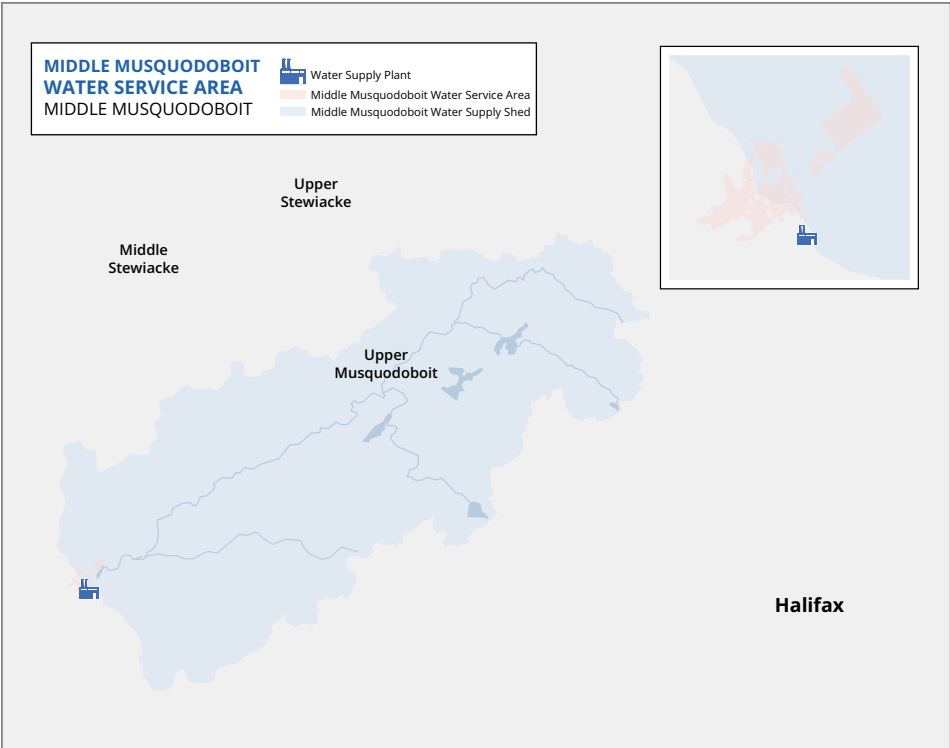 MIDDLE MUSQUODOBOIT
WATER SERVICE AREA
MIDDLE MUSQUODOBOIT
Water Supply Plant
Middle Musquodoboit Water Service Area
Middle Musquodoboit Water Supply Shed
Upper
Stewiacke
Middle
Stewiacke
Upper
Musquodoboit
Halifax